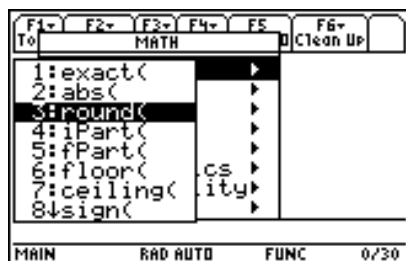 F1 F2 F3 F4 F5 F6
To MATH D Clean Up
1:exact(
2:abs(
3:round(
4:iPart(
5:fPart(
6:floor( .cs
7:ceiling( ity
8↓sign(
MAIN RAD AUTO FUNC 0/30